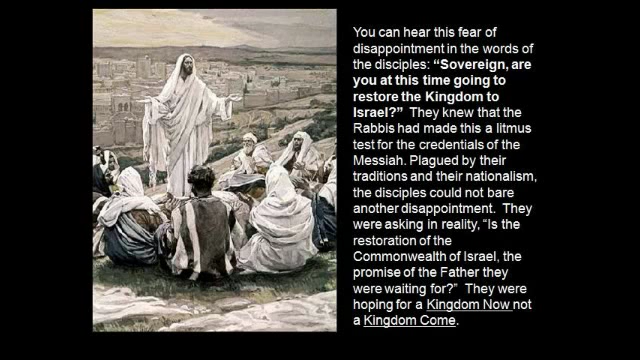 You can hear this fear of
disappointment in the words of
the disciples: “Sovereign, are
you at this time going to
restore the Kingdom to
Israel?” They knew that the
Rabbis had made this a litmus
test for the credentials of the
Messiah. Plagued by their
traditions and their nationalism,
the disciples could not bare
another disappointment. They
were asking in reality, “Is the
restoration of the
Commonwealth of Israel, the
promise of the Father they
were waiting for?” They were
hoping for a Kingdom Now not
a Kingdom Come.